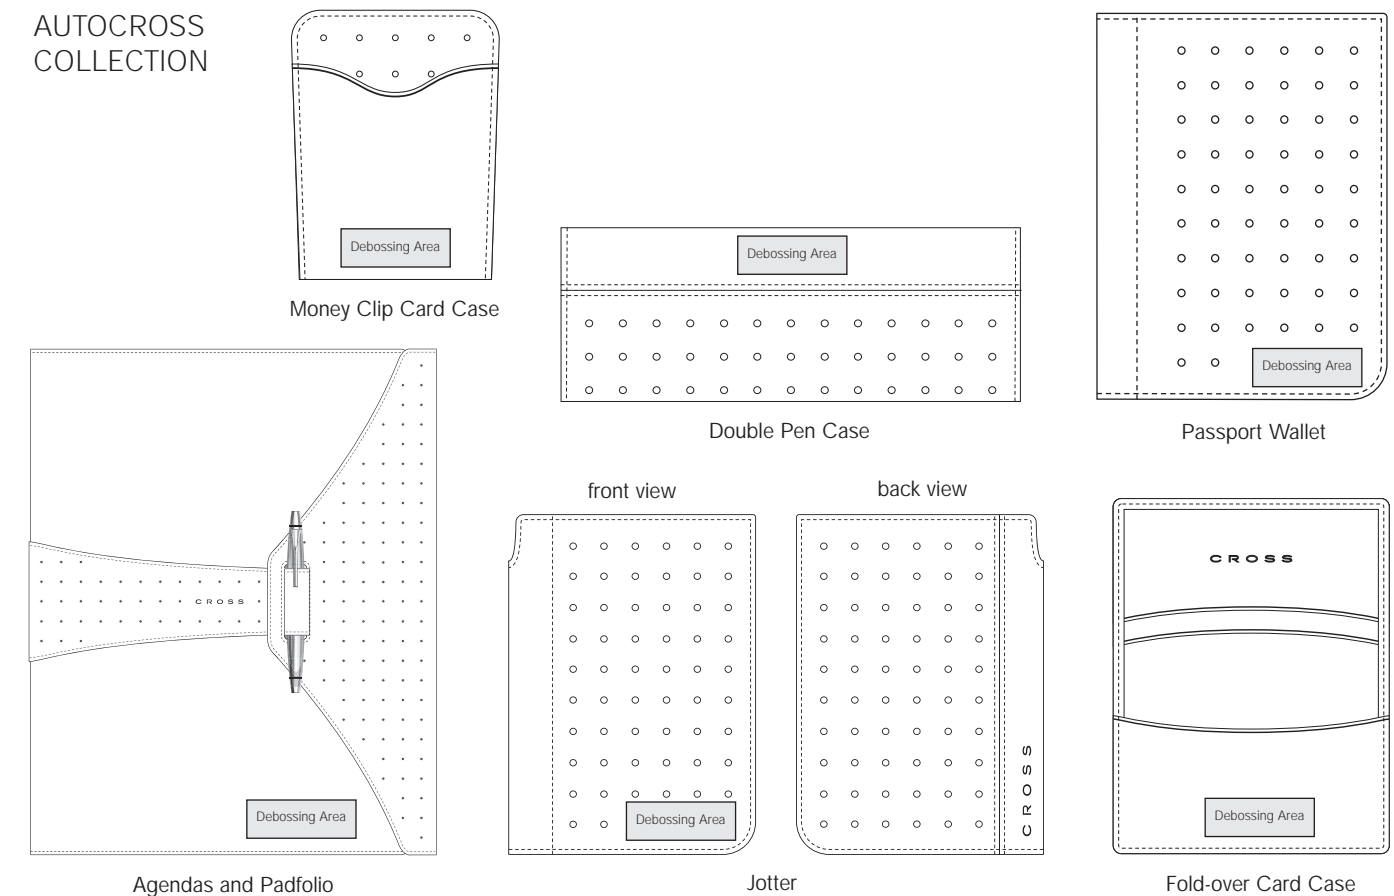 AUTOCROSS
COLLECTION
Debossing Area
Money Clip Card Case
Debossing Area
Double Pen Case
Debossing Area
Passport Wallet
CROSS
Debossing Area
Agendas and Padfolio
front view
back view
Debossing Area
CROSS
Jotter
CROSS
Debossing Area
Fold-over Card Case